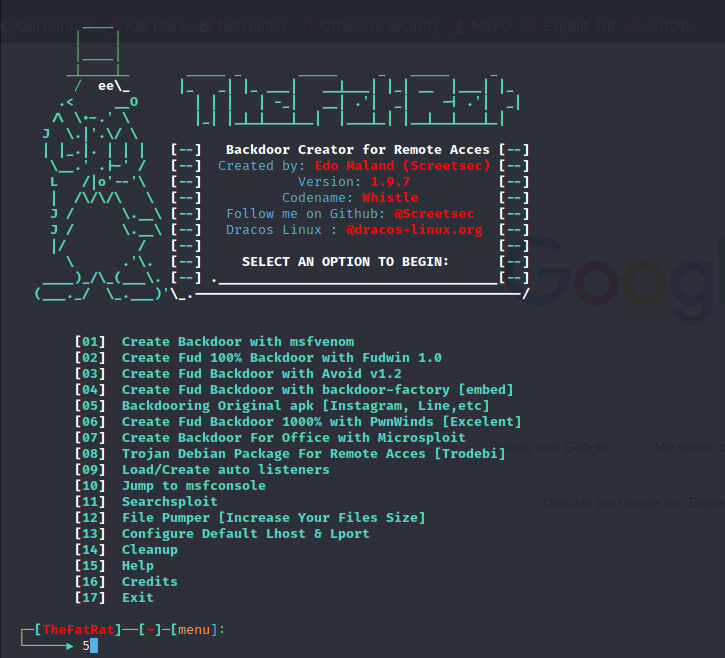 Kali Forums Kali Docs NetHunter Offensive Security MSFU Exploit-DB GHDB
TheFatRat
[--] Backdoor Creator for Remote Acces [--]
[--] Created by: Edo Maland (Screetsec) [--]
[--] Version: 1.9.7 [--]
[--] Codename: Whistle [--]
[--] Follow me on Github: @Screetsec [--]
[--] Dracos Linux : @dracos-linux.org [--]
[--] [--]
[--] SELECT AN OPTION TO BEGIN: [--]
[--] .___________________________________[--]
Google
[01] Create Backdoor with msfvenom
[02] Create Fud 100% Backdoor with Fudwin 1.0
[03] Create Fud Backdoor with Avoid v1.2
[04] Create Fud Backdoor with backdoor-factory [embed]
[05] Backdooring Original apk [Instagram, Line,etc]
[06] Create Fud Backdoor 1000% with PwnWinds [Excelent]
[07] Create Backdoor For Office with Microsploit
[08] Trojan Debian Package For Remote Acces [Trodebi]
[09] Load/Create auto listeners
[10] Jump to msfconsole
[11] Searchsploit
[12] File Pumper [Increase Your Files Size]
[13] Configure Default Lhost & Lport
[14] Cleanup
[15] Help
[16] Credits
[17] Exit
Buscar con Google Me siento
Ofrecido por Google en: English
┌─[TheFatRat]──[~]─[menu]:
└─────► 5